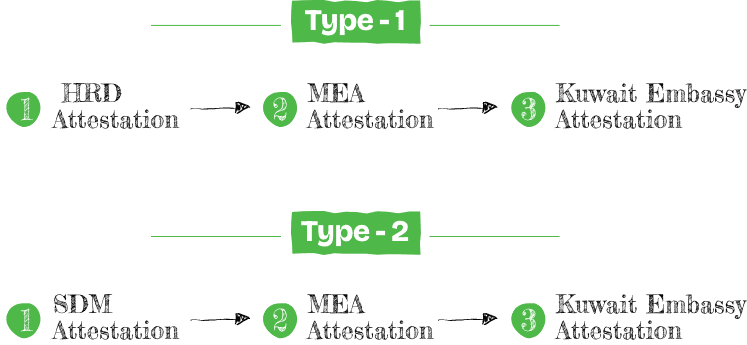 Type - 1
1 HRD Attestation
2 MEA Attestation
3 Kuwait Embassy Attestation
Type - 2
1 SDM Attestation
2 MEA Attestation
3 Kuwait Embassy Attestation